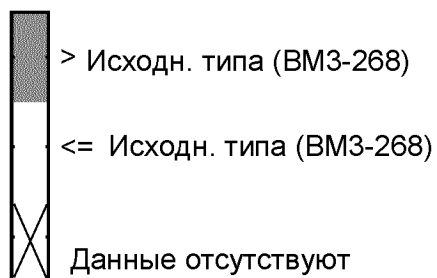 > Исходн. типа (ВМЗ-268)
<= Исходн. типа (ВМЗ-268)
Данные отсутствуют